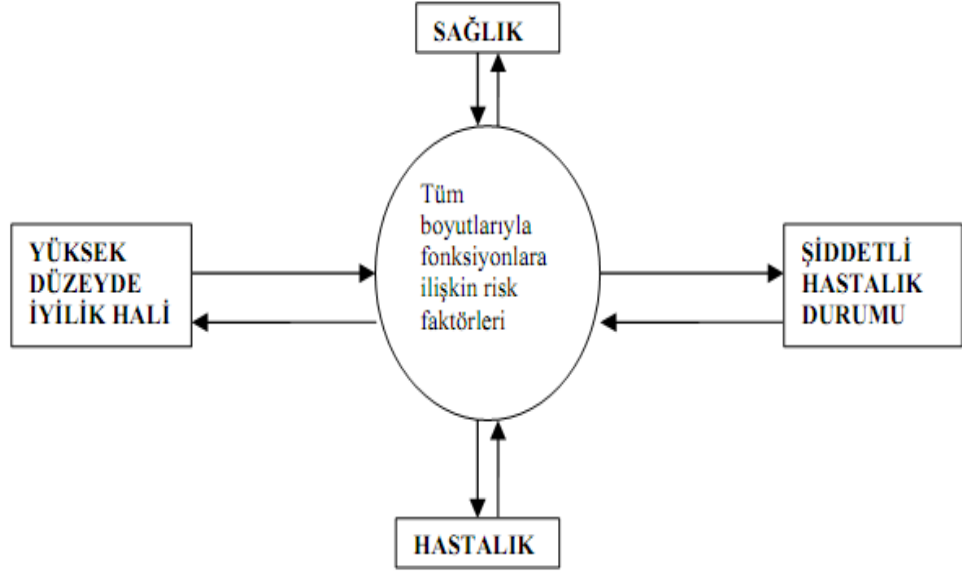 SAĞLIK
YÜKSEK
DÜZEYDE
İYİLİK HALİ
Tüm
boyutlarıyla
fonksiyonlara
ilişkin risk
faktörleri
ŞİDDETLİ
HASTALIK
DURUMU
HASTALIK